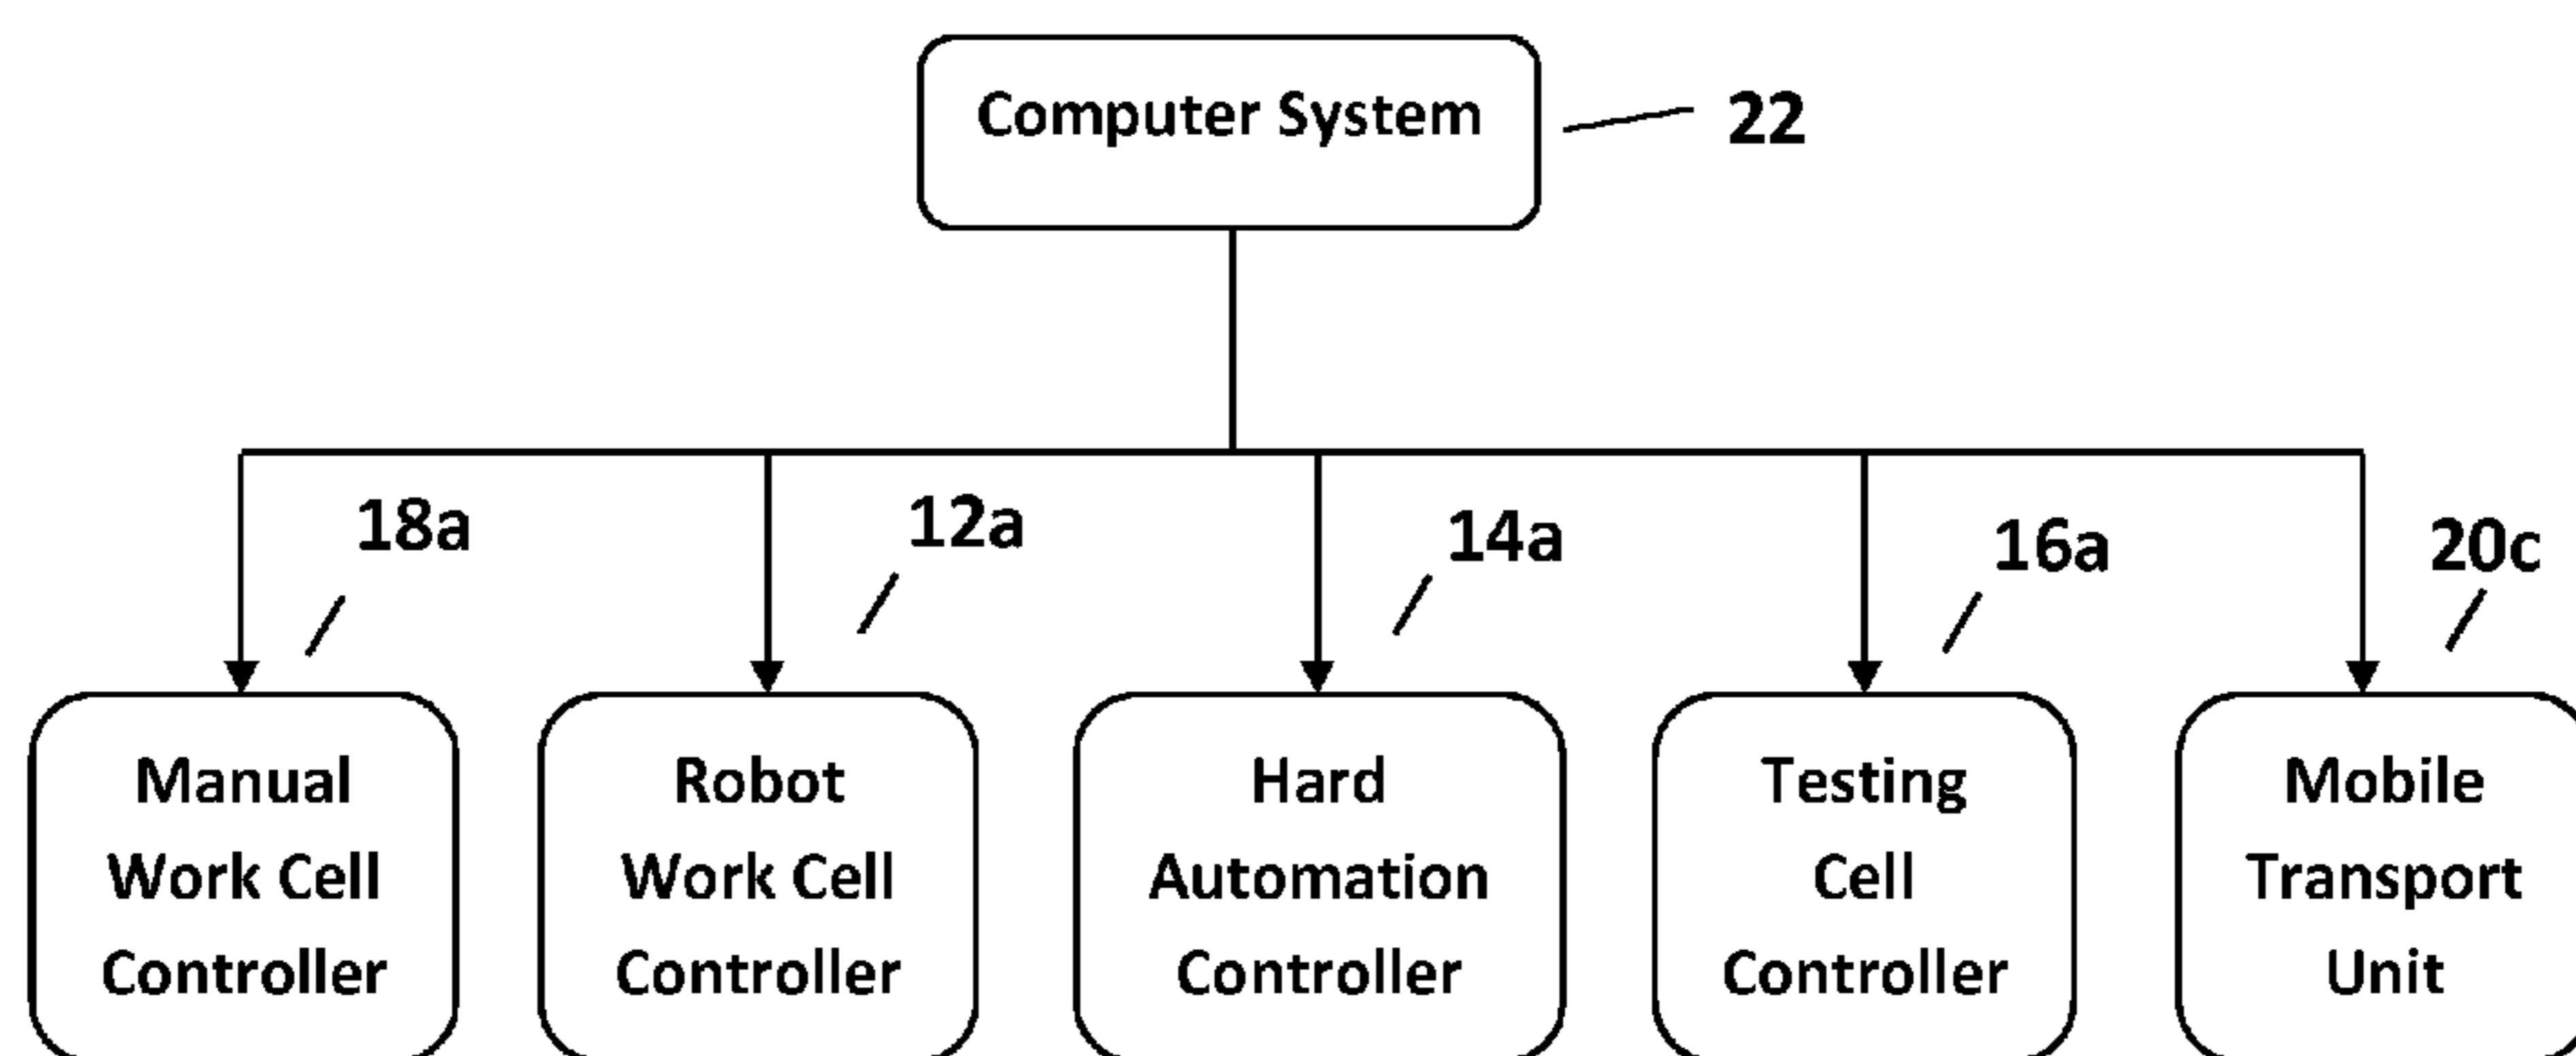 Computer System
22
18a
12a
14a
16a
20c
Manual
Work Cell
Controller
Robot
Work Cell
Controller
Hard
Automation
Controller
Testing
Cell
Controller
Mobile
Transport
Unit